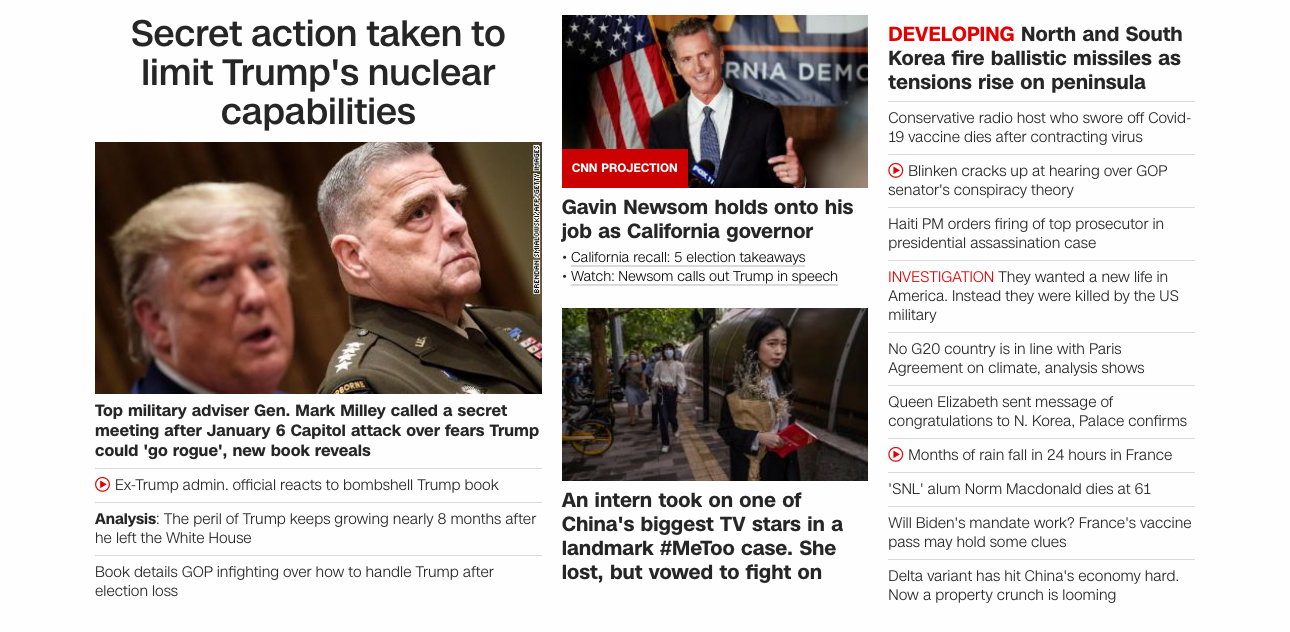 Secret action taken to
limit Trump's nuclear
capabilities
BRENDAN SMIALOWSKI/AFP/GETTY IMAGES
BORNE
Top military adviser Gen. Mark Milley called a secret
meeting after January 6 Capitol attack over fears Trump
could 'go rogue', new book reveals
Ex-Trump admin. official reacts to bombshell Trump book
Analysis: The peril of Trump keeps growing nearly 8 months after
he left the White House
Book details GOP infighting over how to handle Trump after
election loss
RNIA DEMO
FOX 11
CNN PROJECTION
Gavin Newsom holds onto his
job as California governor
• California recall: 5 election takeaways
• Watch: Newsom calls out Trump in speech
An intern took on one of
China's biggest TV stars in a
landmark #MeToo case. She
lost, but vowed to fight on
DEVELOPING North and South
Korea fire ballistic missiles as
tensions rise on peninsula
Conservative radio host who swore off Covid-
19 vaccine dies after contracting virus
Blinken cracks up at hearing over GOP
senator's conspiracy theory
Haiti PM orders firing of top prosecutor in
presidential assassination case
INVESTIGATION They wanted a new life in
America. Instead they were killed by the US
military
No G20 country is in line with Paris
Agreement on climate, analysis shows
Queen Elizabeth sent message of
congratulations to N. Korea, Palace confirms
Months of rain fall in 24 hours in France
'SNL' alum Norm Macdonald dies at 61
Will Biden's mandate work? France's vaccine
pass may hold some clues
Delta variant has hit China's economy hard.
Now a property crunch is looming